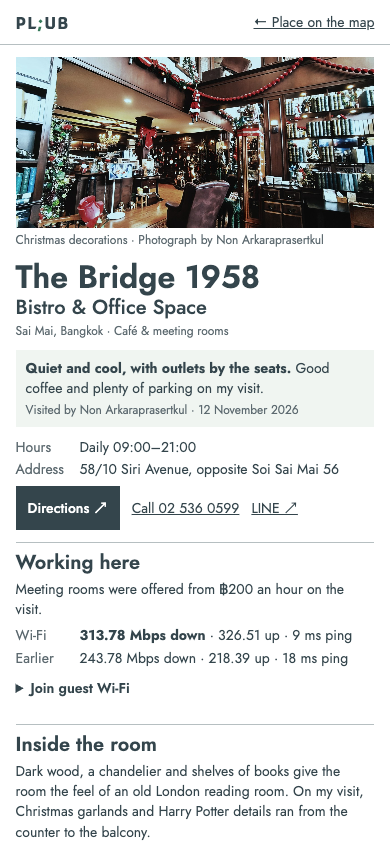 PL;UB
← Place on the map
Christmas decorations · Photograph by Non Arkaraprasertkul
The Bridge 1958
Bistro & Office Space
Sai Mai, Bangkok · Café & meeting rooms
Quiet and cool, with outlets by the seats. Good
coffee and plenty of parking on my visit.
Visited by Non Arkaraprasertkul · 12 November 2026
Hours Daily 09:00–21:00
Address 58/10 Siri Avenue, opposite Soi Sai Mai 56
Directions ↗ Call 02 536 0599 LINE ↗
Working here
Meeting rooms were offered from ฿200 an hour on the
visit.
Wi-Fi 313.78 Mbps down · 326.51 up · 9 ms ping
Earlier 243.78 Mbps down · 218.39 up · 18 ms ping
▶ Join guest Wi-Fi
Inside the room
Dark wood, a chandelier and shelves of books give the
room the feel of an old London reading room. On my visit,
Christmas garlands and Harry Potter details ran from the
counter to the balcony.